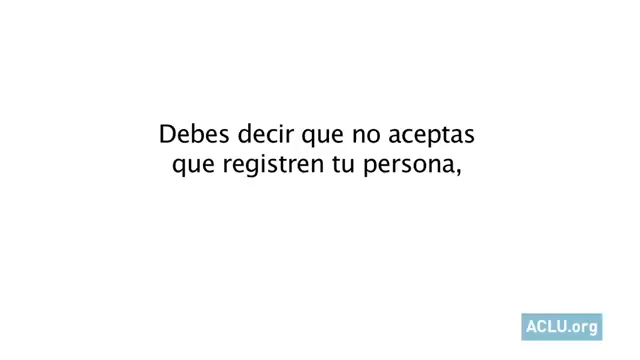 Debes decir que no aceptas
que registren tu persona,
ACLU.org